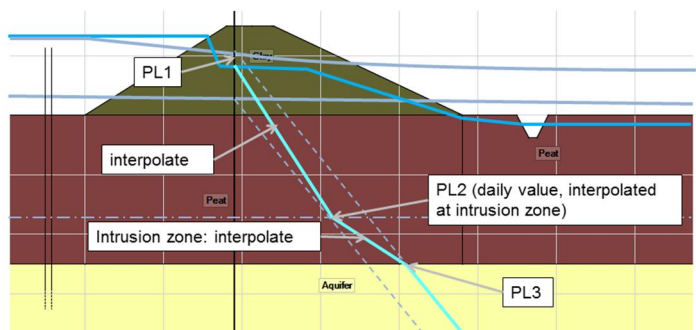 Clay
PL1
interpolate
Peat
Peat
PL2 (daily value, interpolated
at intrusion zone)
Intrusion zone: interpolate
Aquifer
PL3